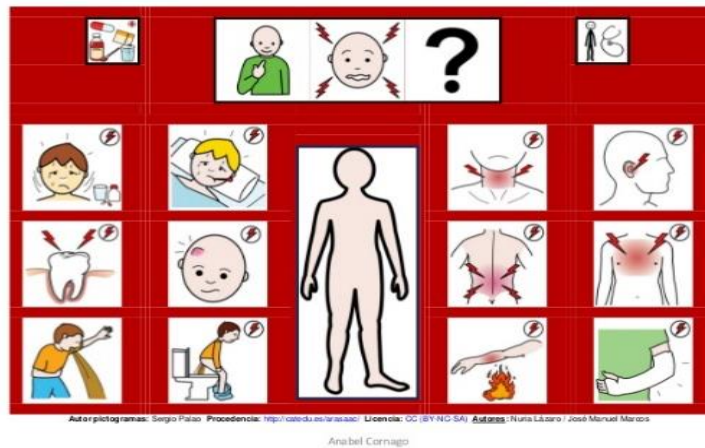 ?
Autor pictogramas: Sergio Palao Procedencia: http://catedu.es/arasaac/ Licencia: CC (BY-NC-SA) Autores: Nuria Lázaro / José Manuel Marcos
Anabel Cornago